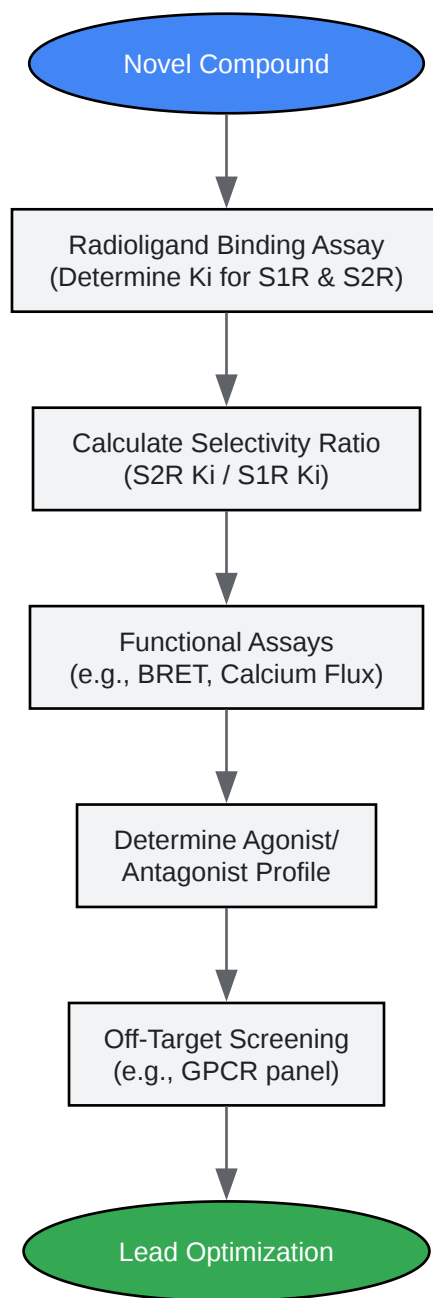 Novel Compound
Radioligand Binding Assay
(Determine Ki for S1R & S2R)
Calculate Selectivity Ratio
(S2R Ki / S1R Ki)
Functional Assays
(e.g., BRET, Calcium Flux)
Determine Agonist/
Antagonist Profile
Off-Target Screening
(e.g., GPCR panel)
Lead Optimization